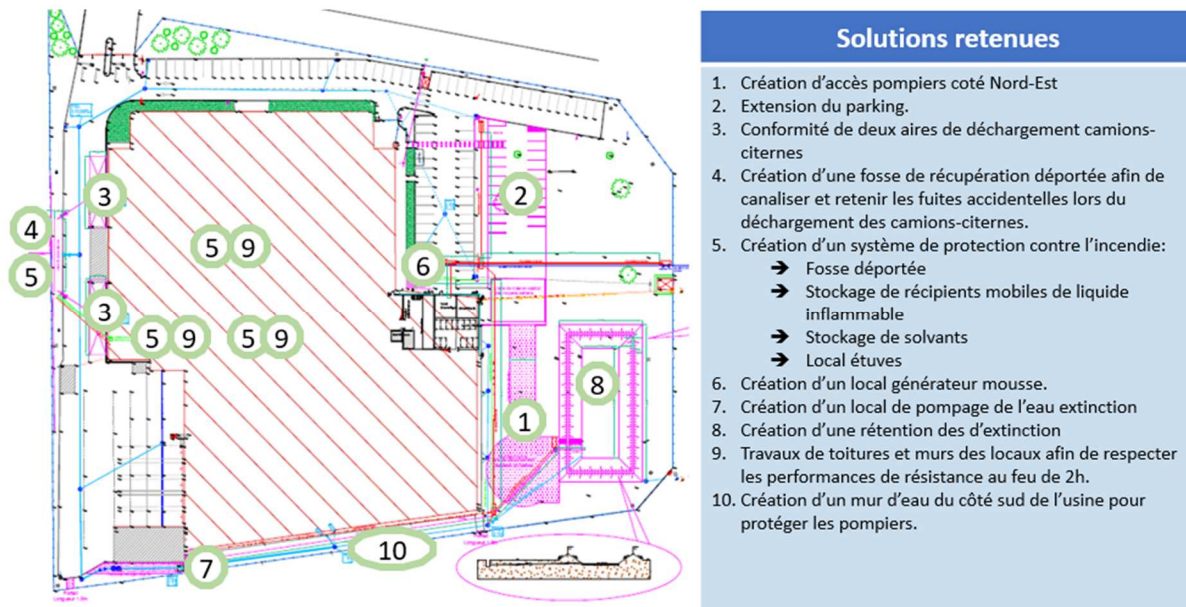 Solutions retenues
1. Création d'accès pompiers coté Nord-Est
2. Extension du parking.
3. Conformité de deux aires de déchargement camions-
citernes
4. Création d'une fosse de récupération déportée afin de
canaliser et retenir les fuites accidentelles lors du
déchargement des camions-citernes.
5. Création d'un système de protection contre l'incendie:
➔ Fosse déportée
➔ Stockage de récipients mobiles de liquide
inflammable
➔ Stockage de solvants
➔ Local étuves
6. Création d'un local générateur mousse.
7. Création d'un local de pompage de l'eau extinction
8. Création d'une rétention des d'extinction
9. Travaux de toitures et murs des locaux afin de respecter
les performances de résistance au feu de 2h.
10. Création d'un mur d'eau du côté sud de l'usine pour
protéger les pompiers.
3
2
4
5 9
5
6
3
5 9
5 9
8
1
10
7